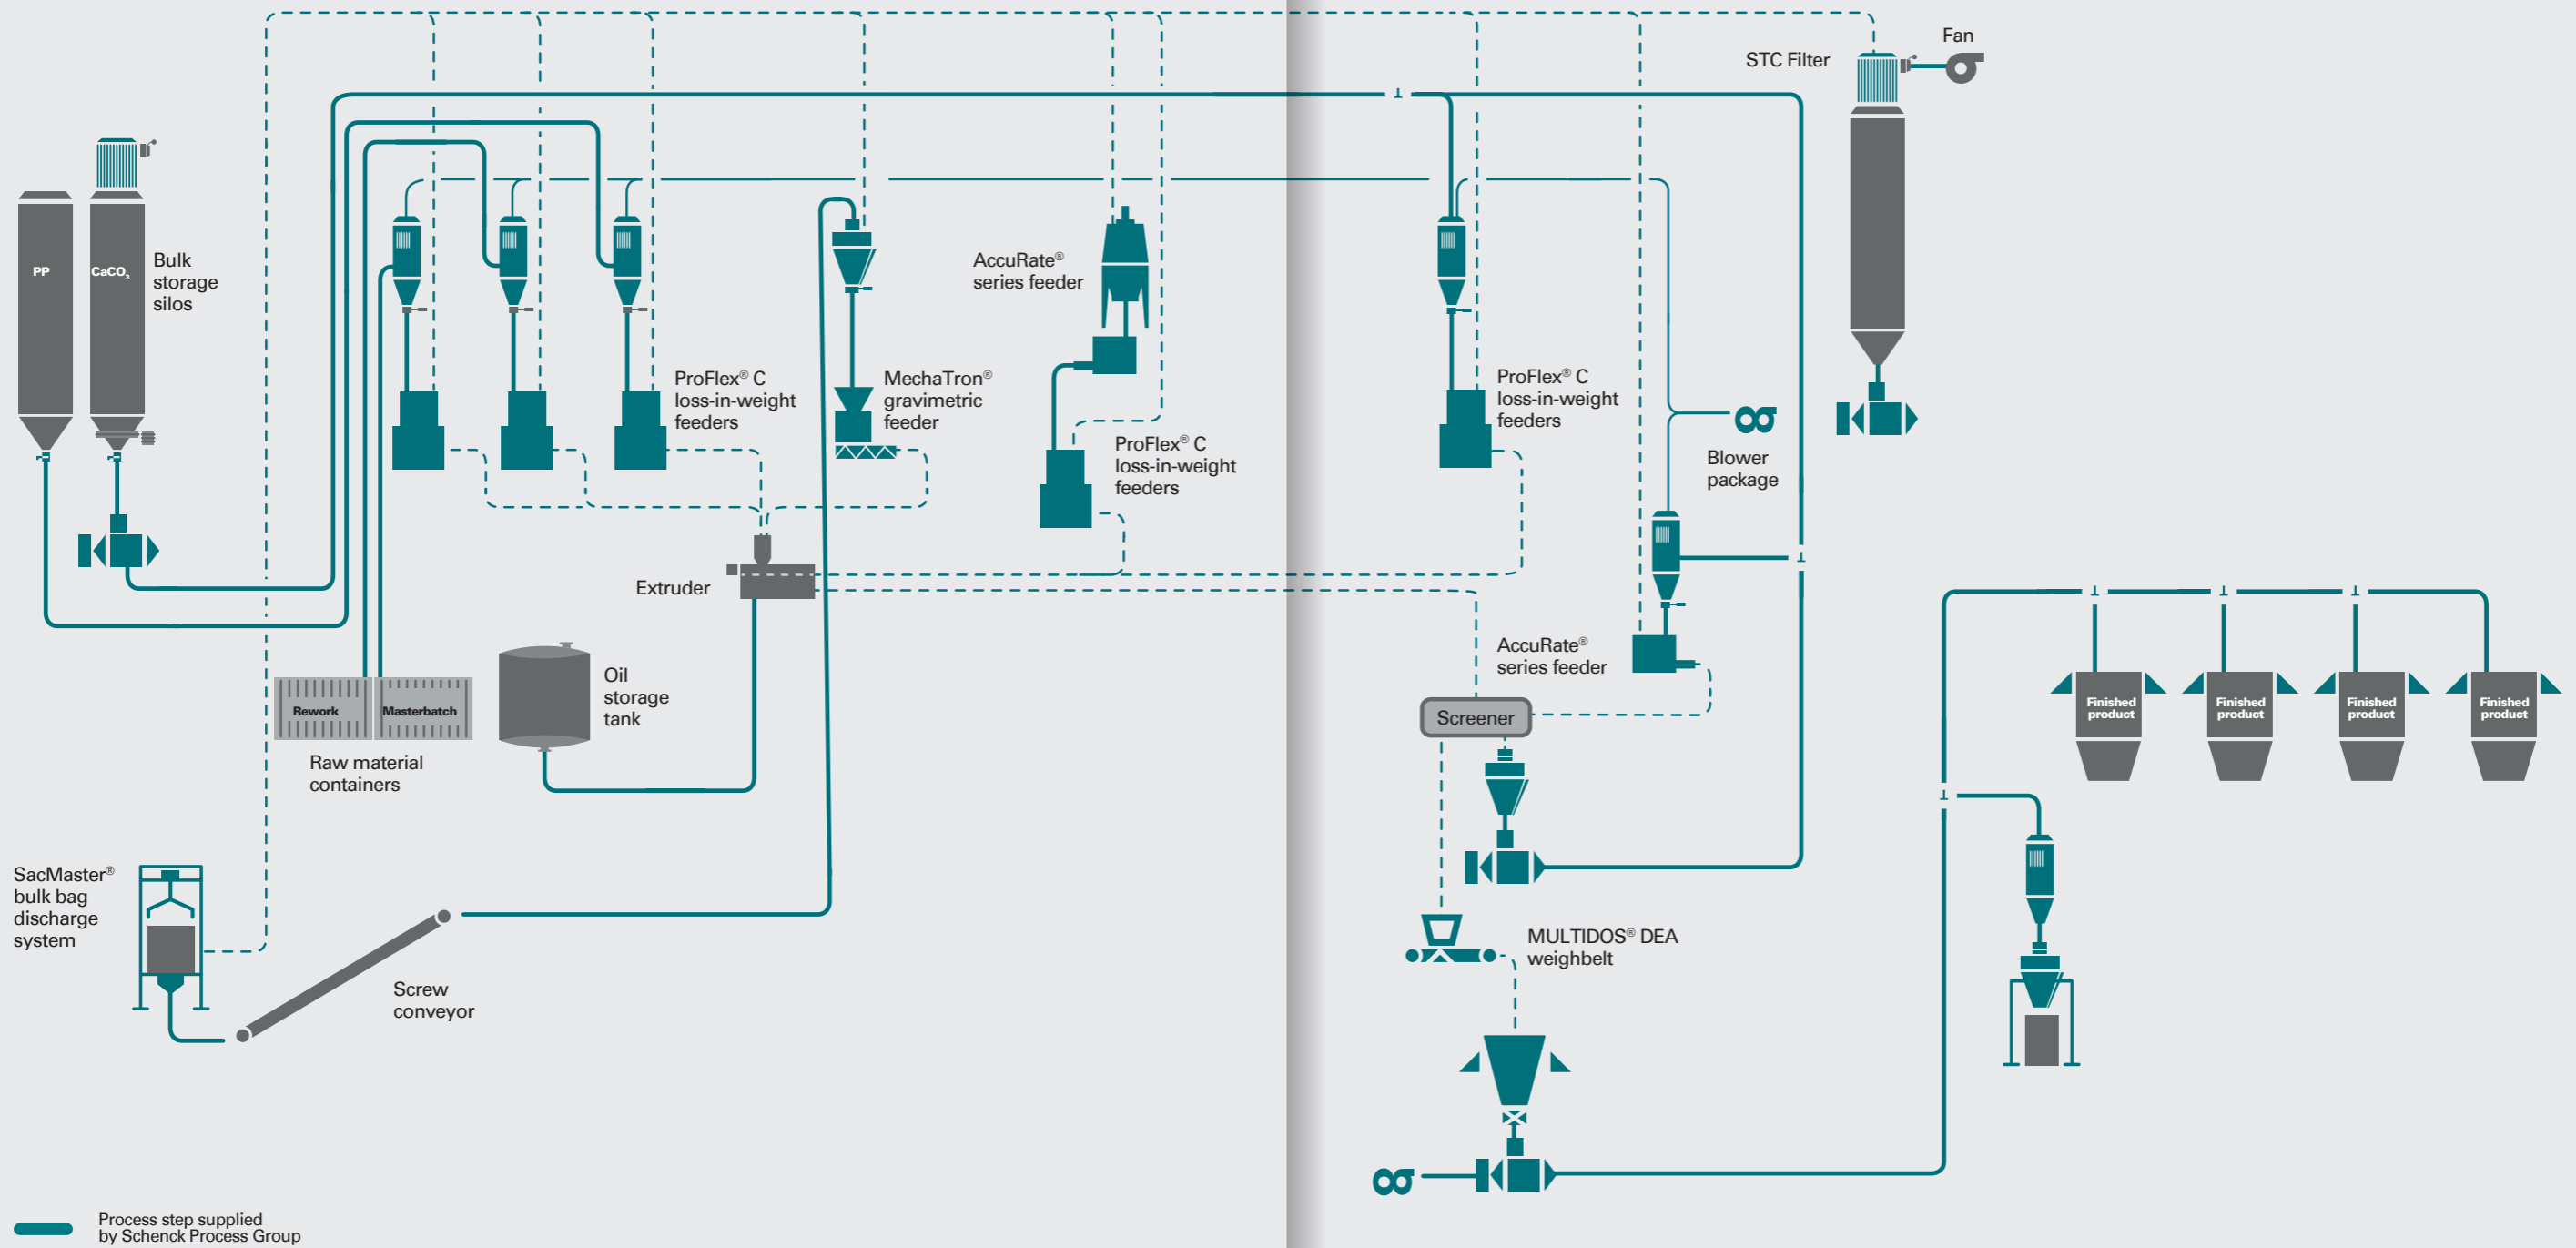 Fan
STC Filter
PP
CaCO₃
Bulk
storage
silos
AccuRate®
series feeder
ProFlex® C
loss-in-weight
feeders
MechaTron®
gravimetric
feeder
ProFlex® C
loss-in-weight
feeders
ProFlex® C
loss-in-weight
feeders
Blower
package
Extruder
AccuRate®
series feeder
Oil
storage
tank
Rework
Masterbatch
Raw material
containers
Screener
Finished
product
Finished
product
Finished
product
Finished
product
SacMaster®
bulk bag
discharge
system
Screw
conveyor
MULTIDOS® DEA
weighbelt
Process step supplied
by Schenck Process Group